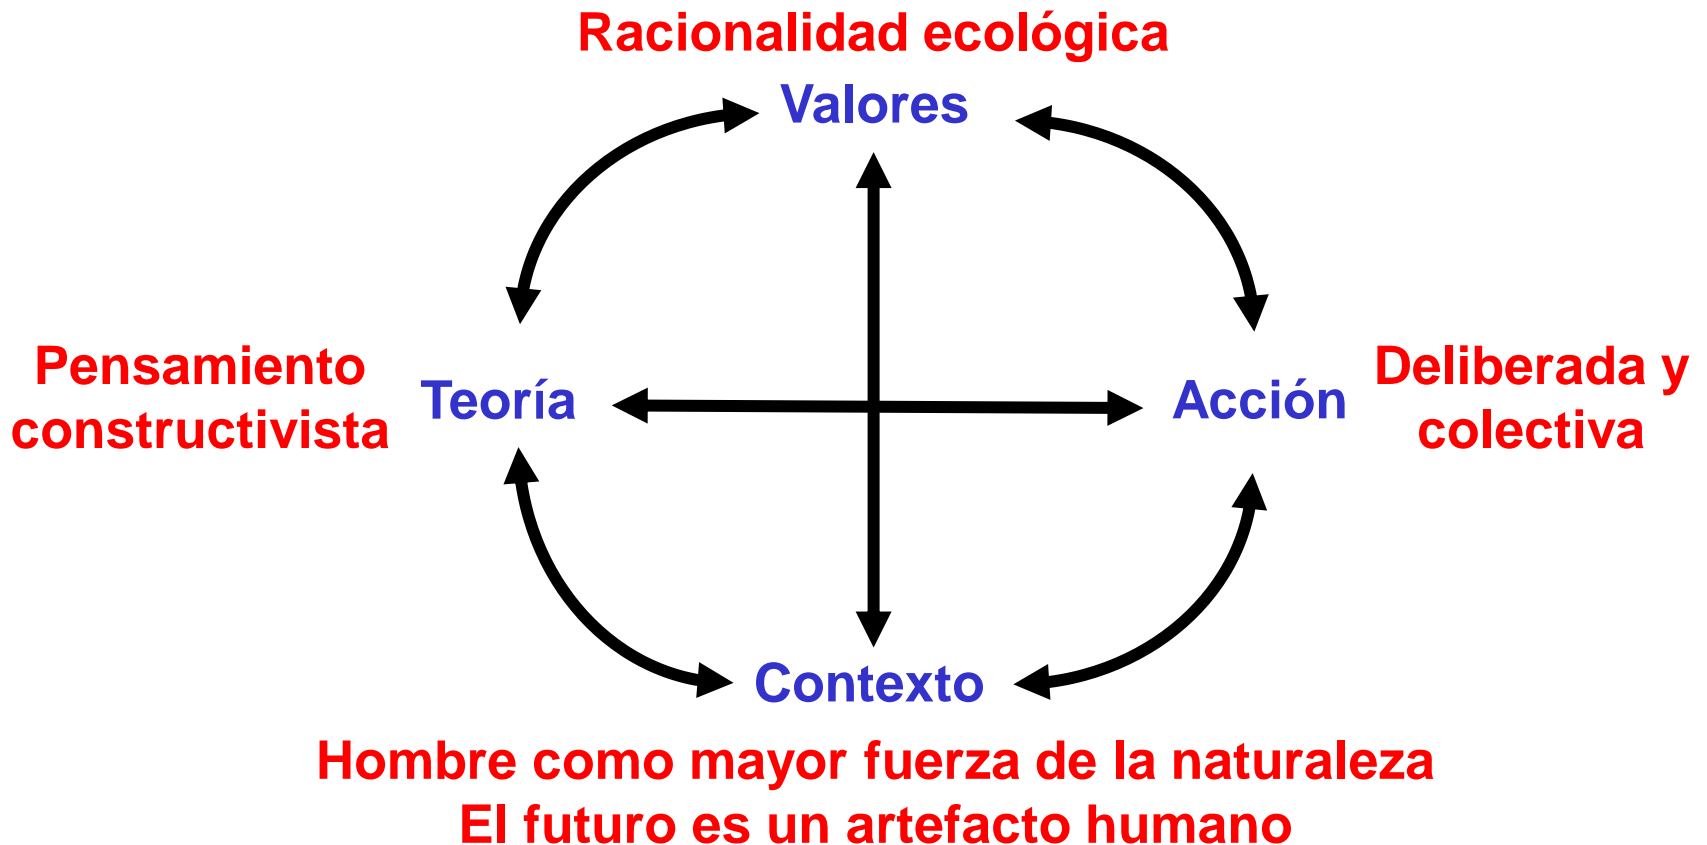 Racionalidad ecológica
Valores
Pensamiento
constructivista
Teoría
Acción
Deliberada y
colectiva
Contexto
Hombre como mayor fuerza de la naturaleza
El futuro es un artefacto humano